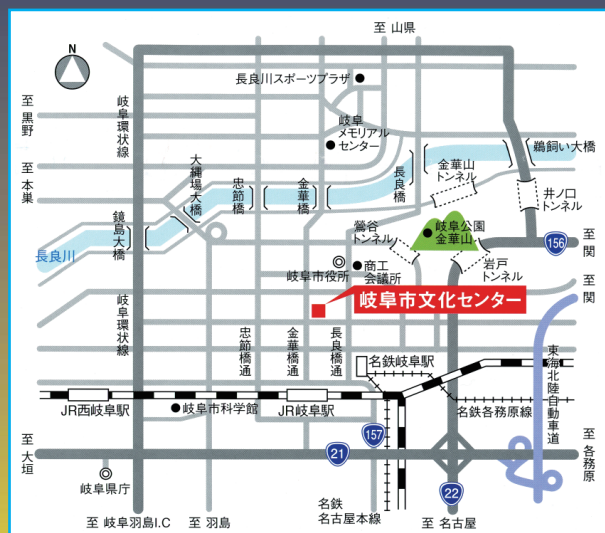 至 山県
N
長良川スポーツプラザ
至 黒野
岐阜環状線
岐阜
メモリアル
センター
鵜飼い大橋
大縄場大橋
忠節橋
金華橋
長良橋
金華山
トンネル
至 本巣
井ノ口
トンネル
鏡島大橋
鶯谷
トンネル
岐阜公園
金華山
至 関
156
長良川
岐阜市役所
商工
会議所
岩戸
トンネル
至 関
岐阜市文化センター
岐阜環状線
忠節橋通
金華橋通
長良橋通
名鉄岐阜駅
東海北陸自動車道
JR西岐阜駅
岐阜市科学館
JR岐阜駅
名鉄各務原線
157
至 大垣
21
至 各務原
岐阜県庁
22
名鉄
名古屋本線
至 岐阜羽島I.C
至 羽島
至 名古屋